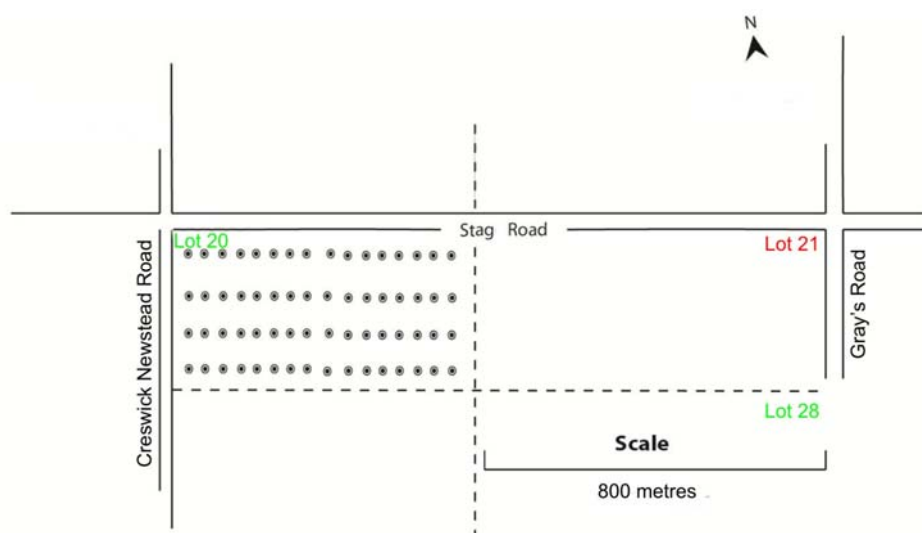 N
Stag Road
Lot 20
Lot 21
Creswick Newstead Road
Gray's Road
Lot 28
Scale
800 metres